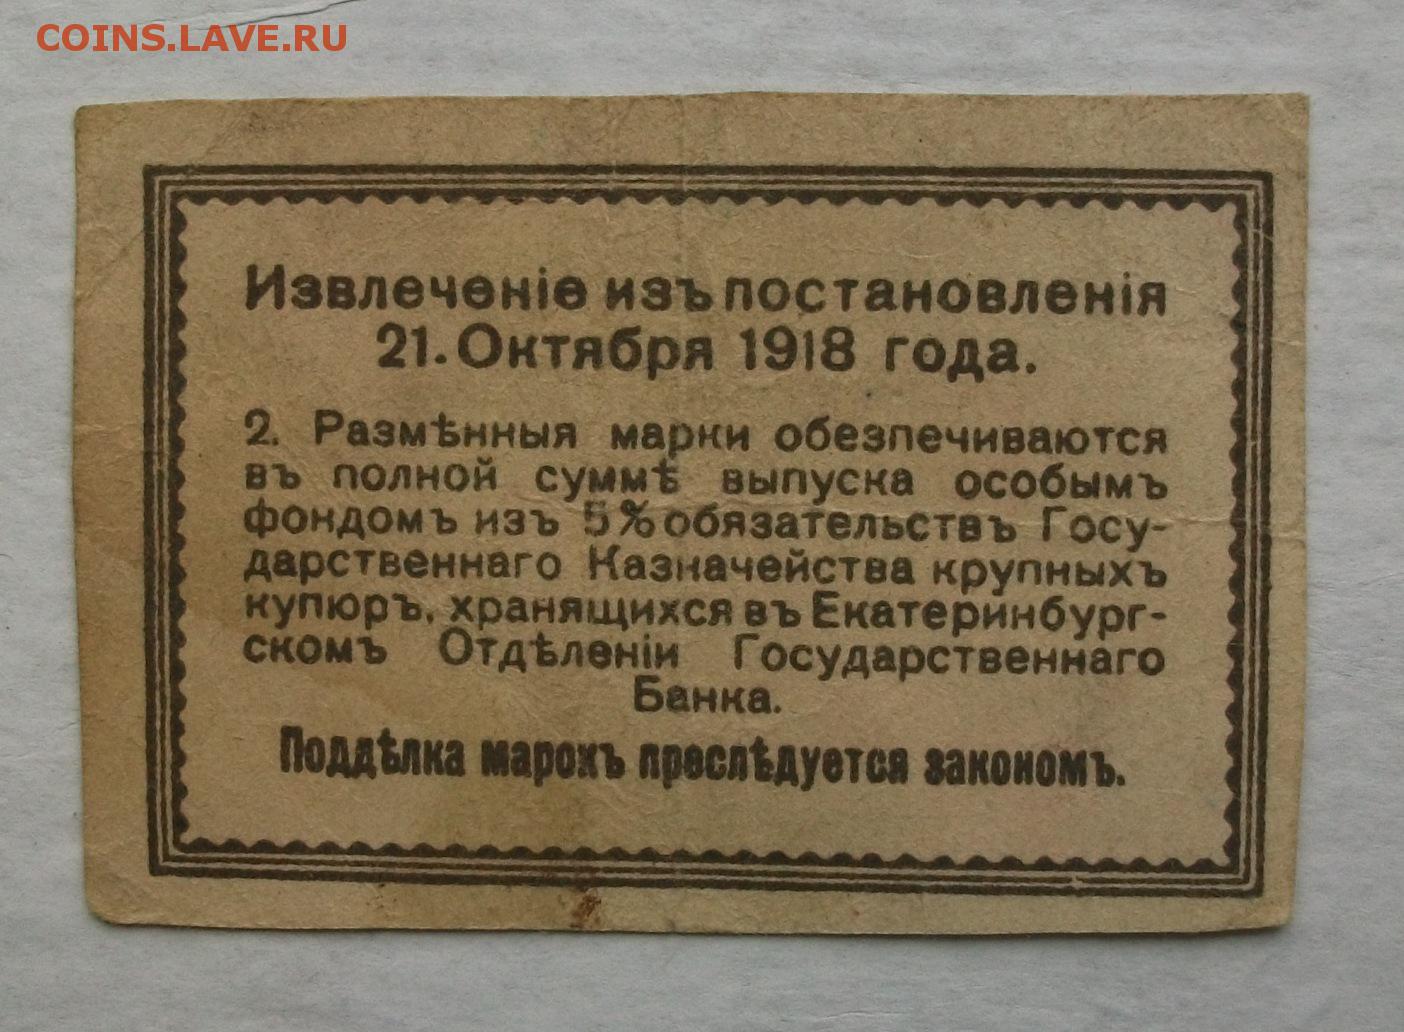 COINS.LAVE.RU
Извлеченіе изъ постановленія
21. Октября 1918 года.
2. Размѣнныя марки обезпечиваются
въ полной суммѣ выпуска особымъ
фондомъ изъ 5% обязательствъ Госу-
дарственнаго Казначейства крупныхъ
купюръ, хранящихся въ Екатеринбург-
скомъ Отдѣленіи Государственнаго
Банка.
Поддѣлка марокъ преслѣдуется закономъ.